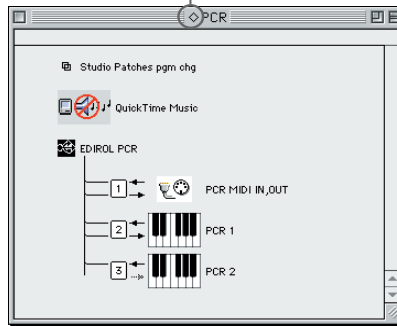 ◇PCR
Studio Patches pgm chg
QuickTime Music
EDIROL PCR
1 PCR MIDI IN,OUT
2 PCR 1
3 PCR 2